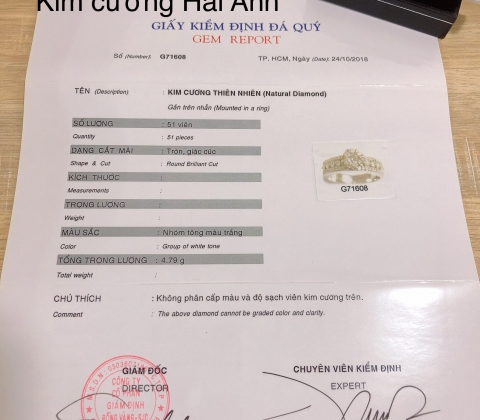 Kim cương Hải Anh
GIẤY KIỂM ĐỊNH ĐÁ QUÝ
GEM REPORT
Số (Number): G71608
TP. HCM, Ngày (Date): 24/10/2018
TÊN (Description) : KIM CƯƠNG THIÊN NHIÊN (Natural Diamond)
Gắn trên nhẫn (Mounted in a ring)
SỐ LƯỢNG : 51 viên
Quantity : 51 pieces
DẠNG CẮT MÀI : Tròn, giác cúc
Shape & Cut : Round Brilliant Cut
KÍCH THƯỚC :
Measurements :
TRỌNG LƯỢNG :
Weight :
MÀU SẮC : Nhóm tông màu trắng
Color : Group of white tone
TỔNG TRỌNG LƯỢNG : 4.79 g
Total weight :
G71608
CHÚ THÍCH : Không phân cấp màu và độ sạch viên kim cương trên.
Comment : The above diamond cannot be graded color and clarity.
GIÁM ĐỐC
DIRECTOR
CHUYÊN VIÊN KIỂM ĐỊNH
EXPERT
CÔNG TY
CỔ PHẦN
GIÁM ĐỊNH